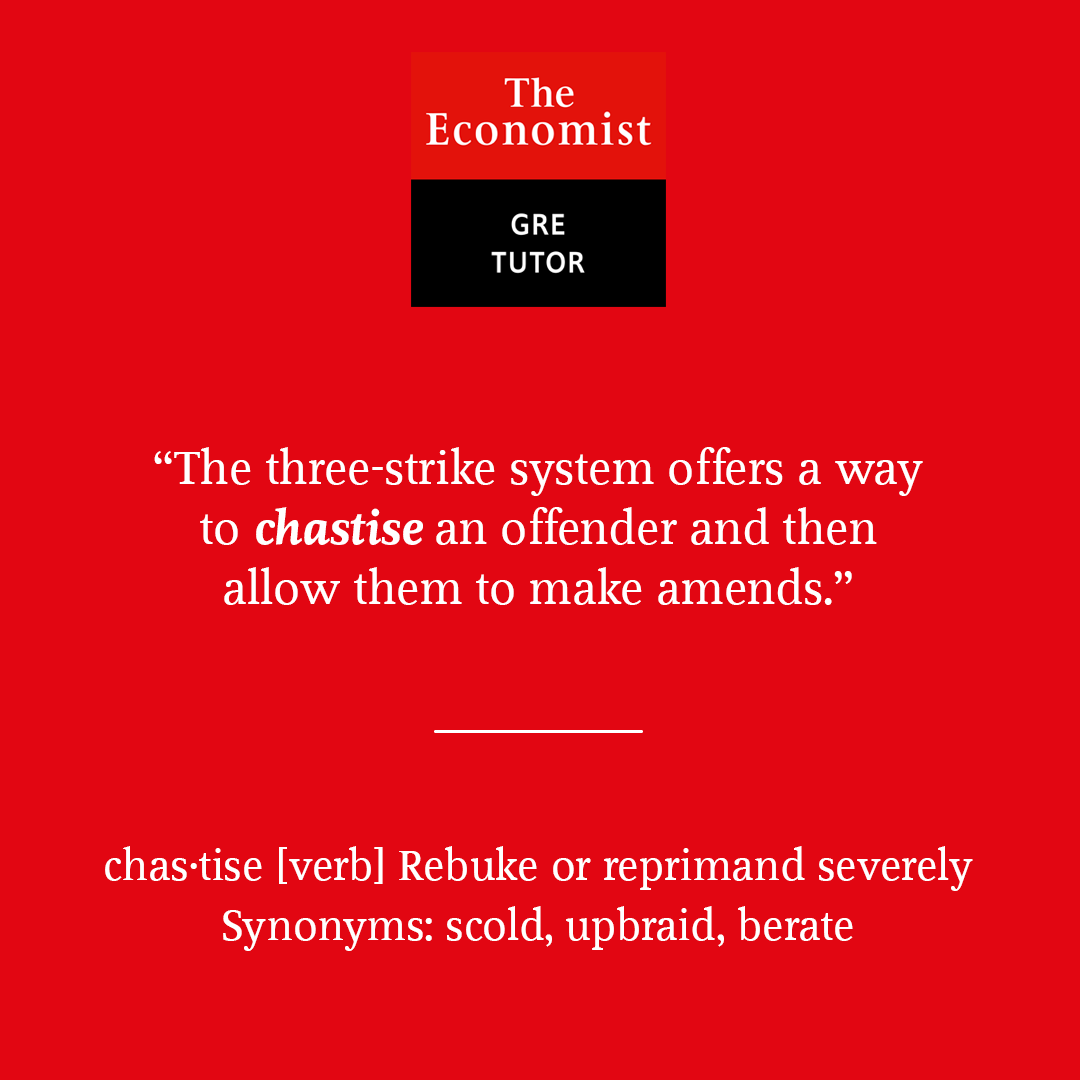 The
Economist
GRE
TUTOR
“The three-strike system offers a way
to chastise an offender and then
allow them to make amends.”
chas·tise [verb] Rebuke or reprimand severely
Synonyms: scold, upbraid, berate